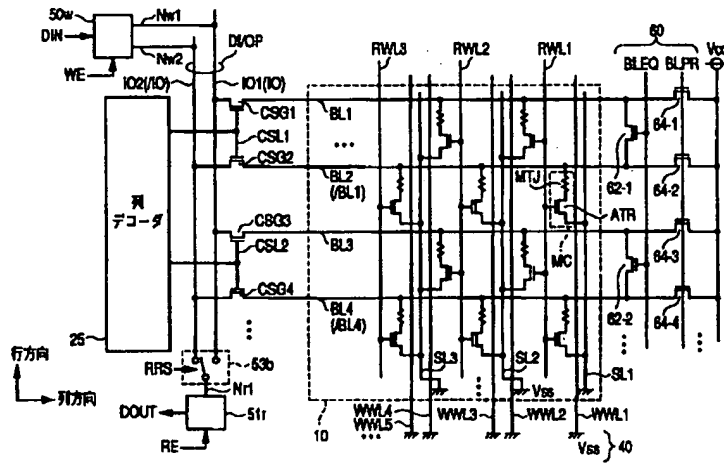 50w
Nw1
DIN
Nw2
WE
DI/OP
IO2(/IO)
IO1(IO)
RWL3
RWL2
RWL1
60
BLEQ
BLPR
Vcc
CSG1
BL1
64-1
CSL1
CSG2
BL2
(/BL1)
62-1
64-2
MTJ
ATR
MC
列
デコーダ
CSG3
CSL2
BL3
64-3
CSG4
BL4
(/BL4)
62-2
64-4
25
RRS
53b
Nr1
DOUT
51r
RE
行方向
列方向
SL3
SL2
SL1
Vss
10
WWL4
WWL5
WWL3
WWL2
WWL1
Vss
40